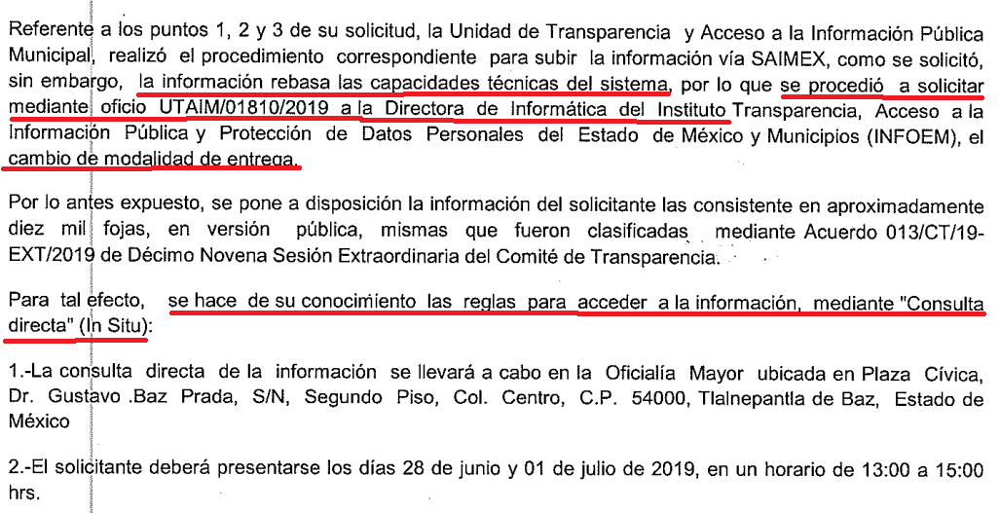 Referente a los puntos 1, 2 y 3 de su solicitud, la Unidad de Transparencia y Acceso a la Información Pública
Municipal, realizó el procedimiento correspondiente para subir la información vía SAIMEX, como se solicitó,
sin embargo, la información rebasa las capacidades técnicas del sistema, por lo que se procedió a solicitar
mediante oficio UTAIM/01810/2019 a la Directora de Informática del Instituto Transparencia, Acceso a la
Información Pública y Protección de Datos Personales del Estado de México y Municipios (INFOEM), el
cambio de modalidad de entrega.
Por lo antes expuesto, se pone a disposición la información del solicitante las consistente en aproximadamente
diez mil fojas, en versión pública, mismas que fueron clasificadas mediante Acuerdo 013/CT/19-
EXT/2019 de Décimo Novena Sesión Extraordinaria del Comité de Transparencia.
Para tal efecto, se hace de su conocimiento las reglas para acceder a la información, mediante "Consulta
directa" (In Situ):
1.-La consulta directa de la información se llevará a cabo en la Oficialía Mayor ubicada en Plaza Cívica,
Dr. Gustavo .Baz Prada, S/N, Segundo Piso, Col. Centro, C.P. 54000, Tlalnepantla de Baz, Estado de
México
2.-El solicitante deberá presentarse los días 28 de junio y 01 de julio de 2019, en un horario de 13:00 a 15:00
hrs.